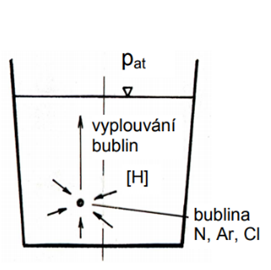 pat
vyplouvání
bublin
[H]
bublina
N, Ar, Cl